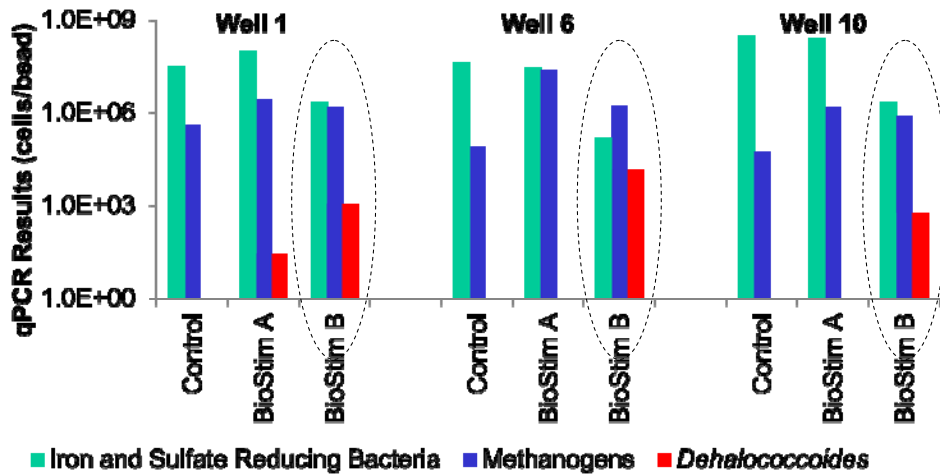 Well 1
Well 6
Well 10
qPCR Results (cells/bead)
1.0E+09
1.0E+06
1.0E+03
1.0E+00
Control
BioStim A
BioStim B
Control
BioStim A
BioStim B
Control
BioStim A
BioStim B
Iron and Sulfate Reducing Bacteria
Methanogens
Dehalococcoides